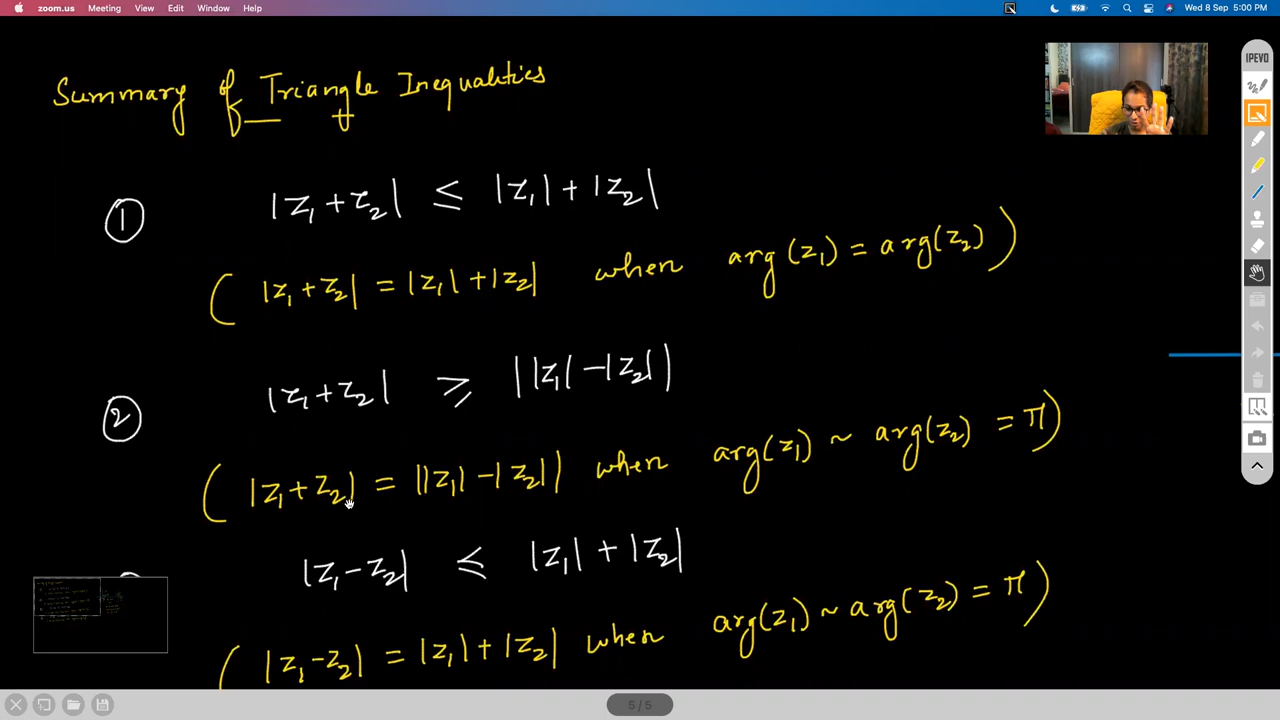 zoom.us Meeting View Edit Window Help Wed 8 Sep 5:00 PM
IPEVO
Summary of Triangle Inequalities
① |z₁ + z₂| ≤ |z₁| + |z₂|
( |z₁ + z₂| = |z₁| + |z₂| when arg(z₁) = arg(z₂) )
② |z₁ + z₂| ⩾ ||z₁| - |z₂||
( |z₁ + z₂| = ||z₁| - |z₂|| when arg(z₁) ~ arg(z₂) = π )
|z₁ - z₂| ≤ |z₁| + |z₂|
( |z₁ - z₂| = |z₁| + |z₂| when arg(z₁) ~ arg(z₂) = π )
5 / 5